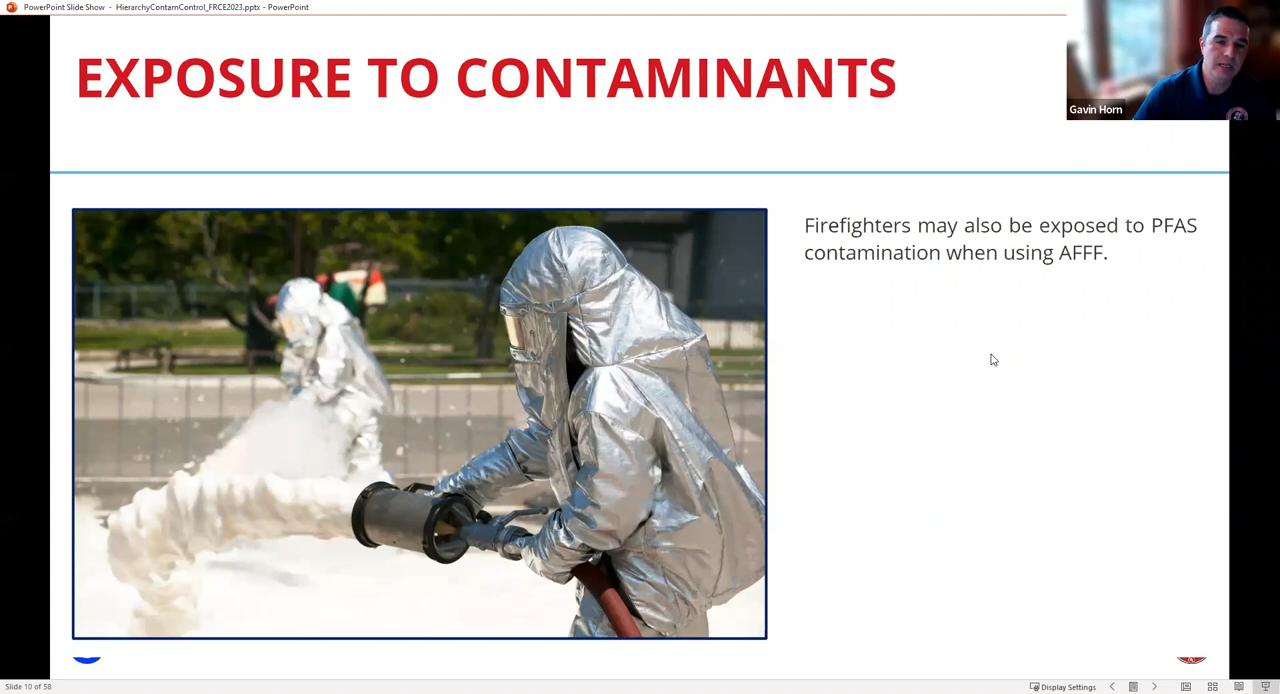 PowerPoint Slide Show - HierarchyContamControl_FRCE2023.pptx - PowerPoint
EXPOSURE TO CONTAMINANTS
Gavin Horn
Firefighters may also be exposed to PFAS
contamination when using AFFF.
Slide 10 of 58
Display Settings